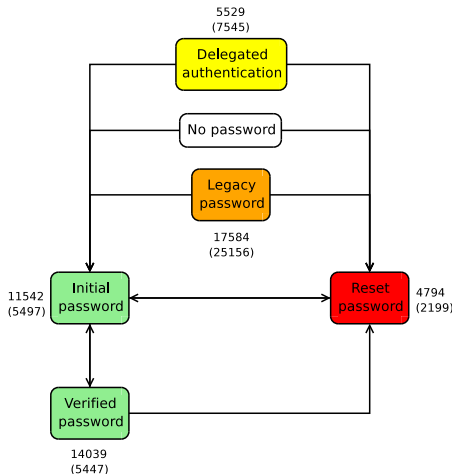 5529
(7545)
Delegated
authentication
No password
Legacy
password
17584
(25156)
11542
(5497)
Initial
password
Reset
password
4794
(2199)
Verified
password
14039
(5447)